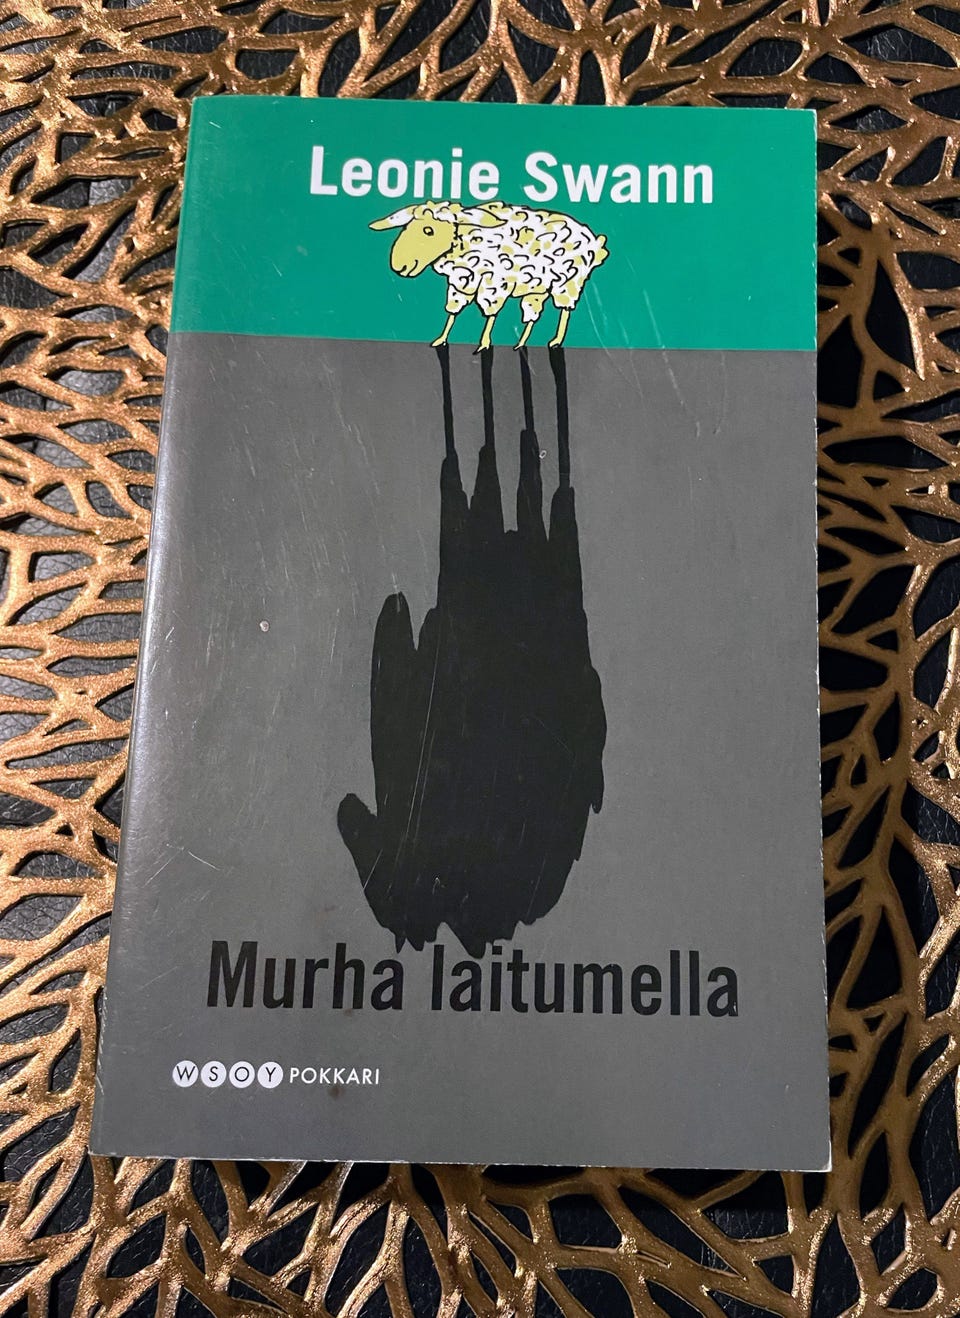 Leonie Swann
Murha laitumella
WSOY POKKARI